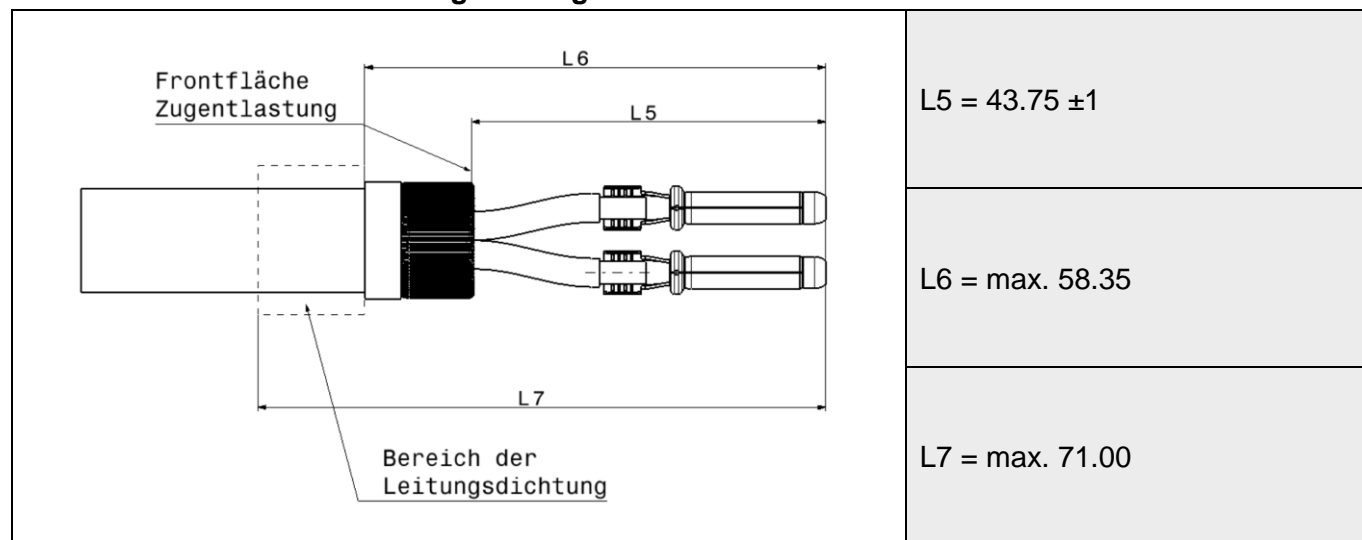 L6
Frontfläche
Zugentlastung
L5
L7
Bereich der
Leitungsdichtung
L5 = 43.75 ±1
L6 = max. 58.35
L7 = max. 71.00